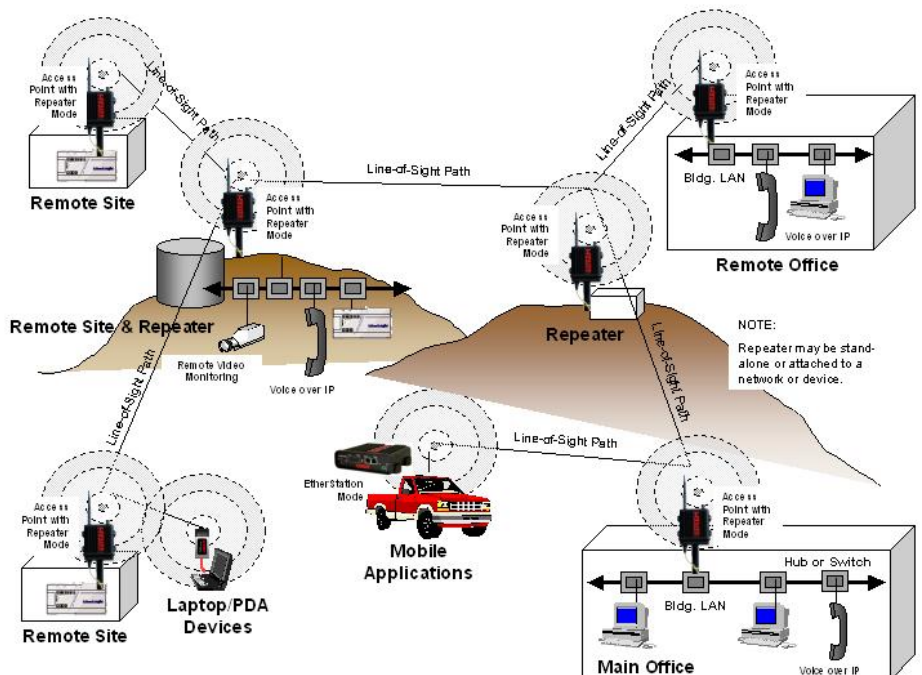 Access
Point with
Repeater
Mode
Line-of-Sight Path
Remote Site
Access
Point with
Repeater
Mode
Line-of-Sight Path
Access
Point with
Repeater
Mode
Line-of-Sight Path
Bldg. LAN
Voice over IP
Remote Office
Access
Point with
Repeater
Mode
Repeater
Remote Site & Repeater
Remote Video
Monitoring
Voice over IP
NOTE:
Repeater may be stand-
alone or attached to a
network or device.
Line-of-Sight Path
Line-of-Sight Path
Line-of-Sight Path
EtherStation
Mode
Mobile
Applications
Access
Point with
Repeater
Mode
Remote Site
Laptop/PDA
Devices
Access
Point with
Repeater
Mode
Hub or Switch
Bldg. LAN
Main Office
Voice over IP